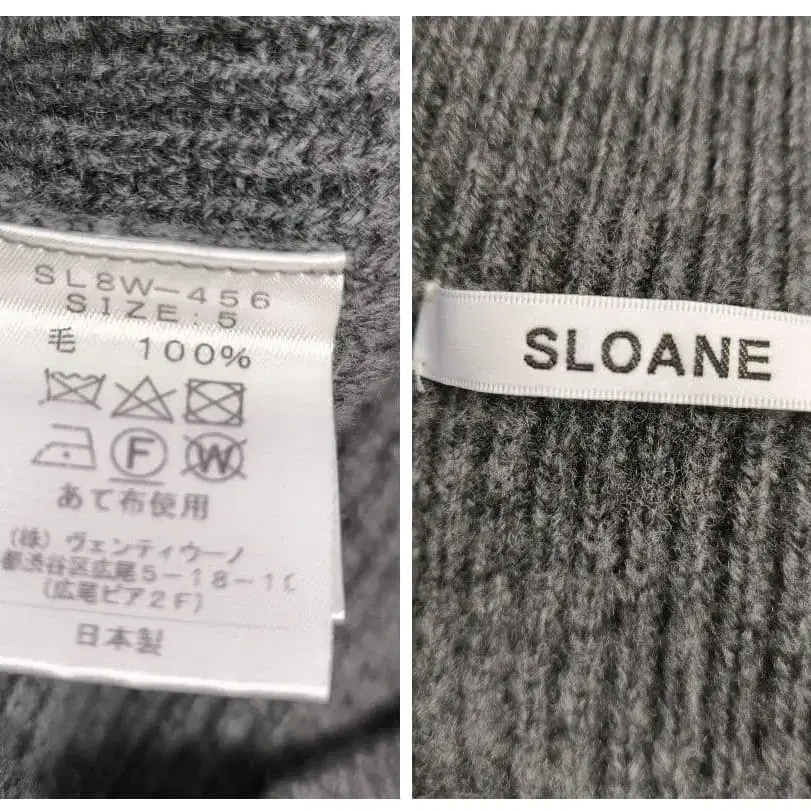 SL8W-456
SIZE:5
毛 100%
F W
あて布使用
(株)ヴェンティウーノ
都渋谷区広尾5-18-1
(広尾ピア2F)
日本製
SLOANE